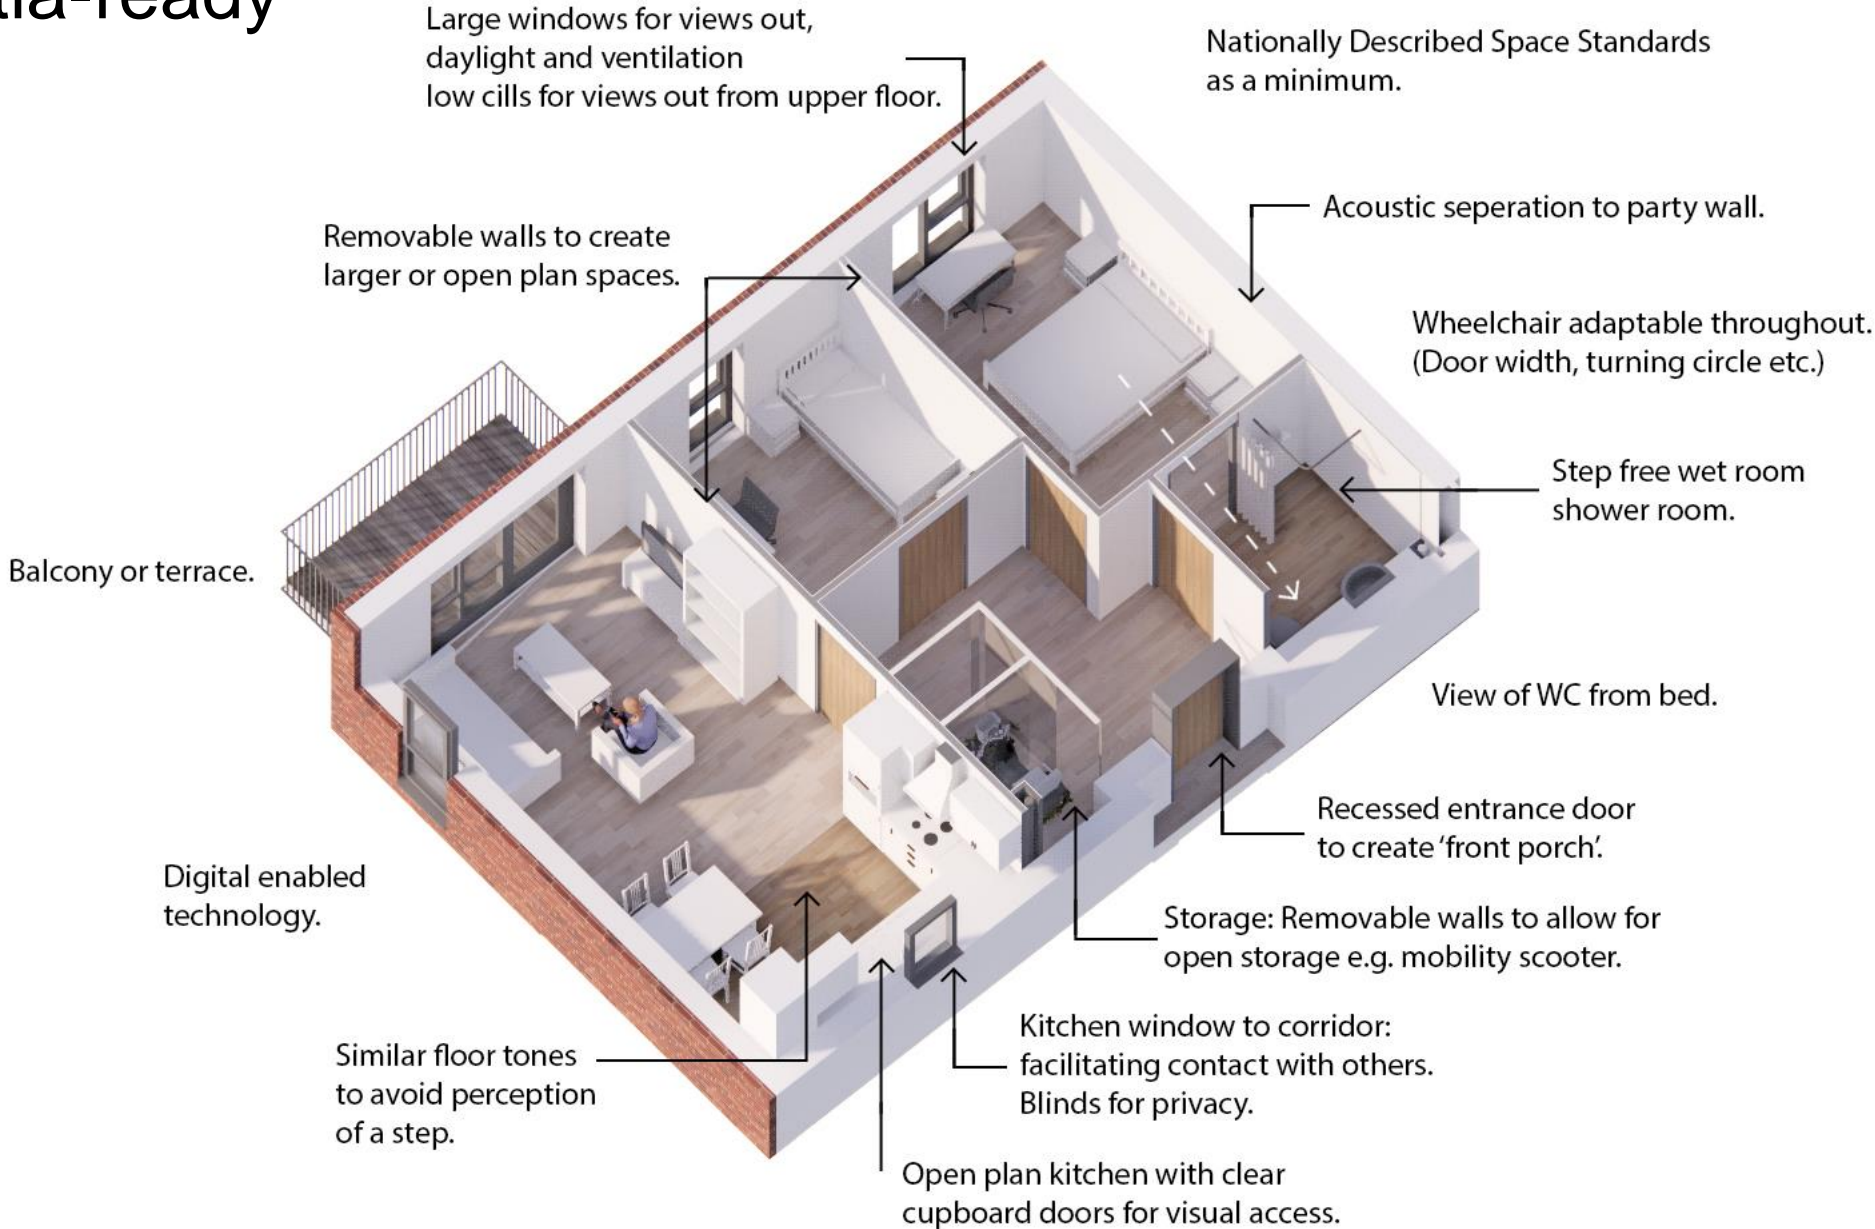 tia-ready
Large windows for views out,
daylight and ventilation
low cills for views out from upper floor.
Nationally Described Space Standards
as a minimum.
Acoustic seperation to party wall.
Removable walls to create
larger or open plan spaces.
Wheelchair adaptable throughout.
(Door width, turning circle etc.)
Step free wet room
shower room.
Balcony or terrace.
View of WC from bed.
Recessed entrance door
to create ‘front porch’.
Digital enabled
technology.
Storage: Removable walls to allow for
open storage e.g. mobility scooter.
Kitchen window to corridor:
facilitating contact with others.
Blinds for privacy.
Similar floor tones
to avoid perception
of a step.
Open plan kitchen with clear
cupboard doors for visual access.